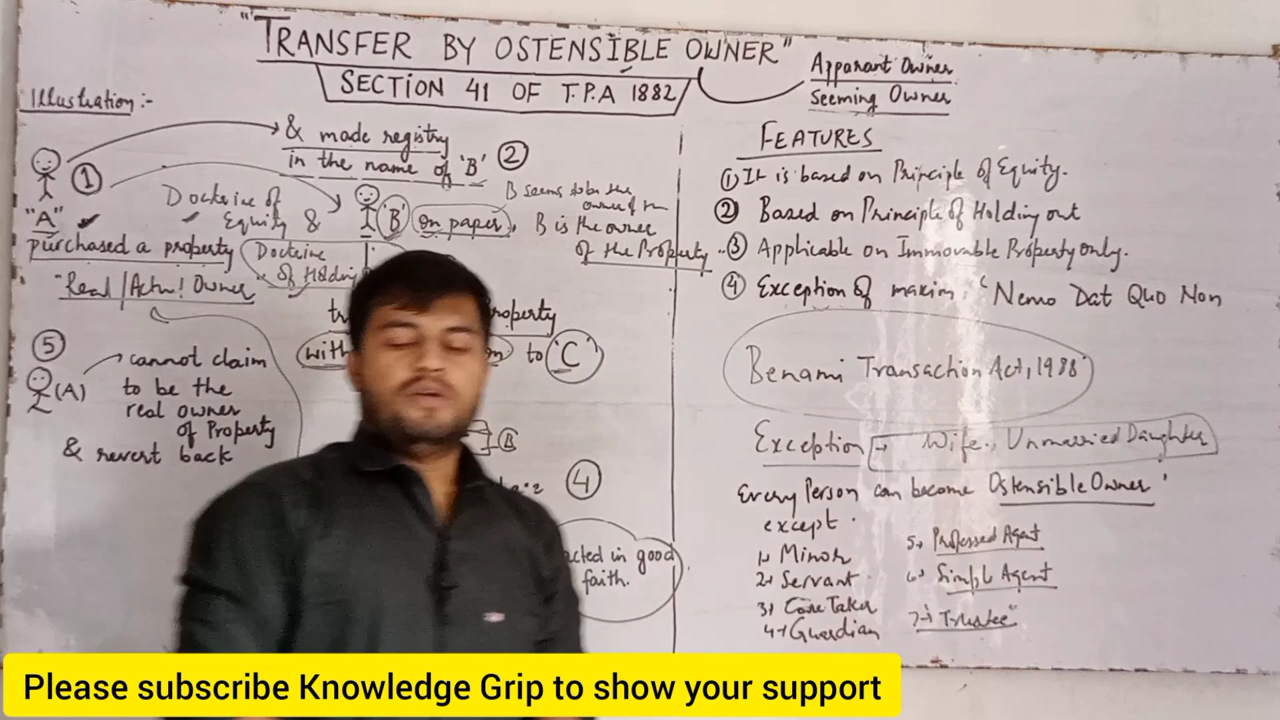 "TRANSFER BY OSTENSIBLE OWNER"
SECTION 41 OF T.P.A 1882
Apparant Owner
Seeming Owner
Illustration:-
& made registry
in the name of 'B'
②
①
"A"
purchased a property
Real/Actual Owner
Doctrine of
Equity &
Doctrine
of Holding
'B'
on paper,
B seems to be the
owner of
B is the owner
of the Property
property
with
to 'C'
⑤
(A)
cannot claim
to be the
real owner
of Property
& revert back
B
④
acted in good
faith.
FEATURES
① It is based on Principle of Equity.
② Based on Principle of Holding out
③ Applicable on Immovable Property only.
④ Exception of maxim: "Nemo Dat Quo Non
Benami Transaction Act, 1988
Exception → Wife, Unmarried Daughter
Every Person can become Ostensible Owner'
except.
1→ Minor
2→ Servant
3→ Care Taker
4→ Guardian
5→ Professed Agent
6→ Simple Agent
7→ Trustee"
Please subscribe Knowledge Grip to show your support